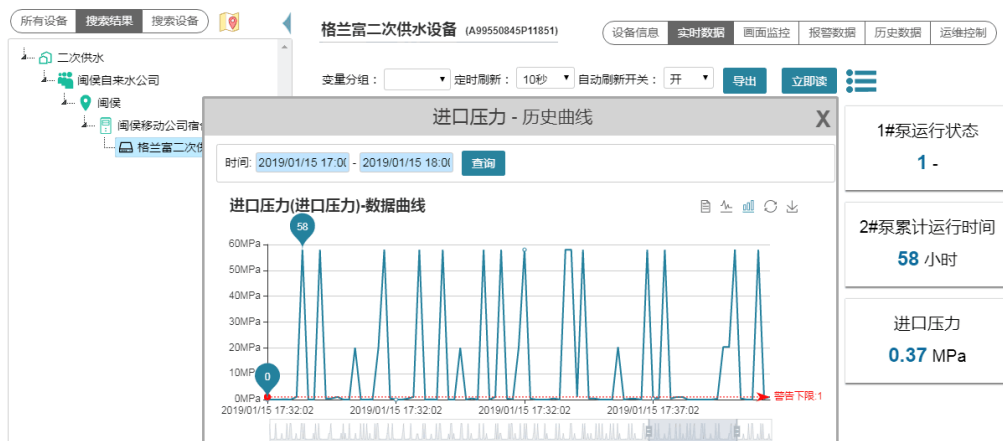 所有设备 搜索结果 搜索设备
格兰富二次供水设备 (A99550845P11851)
设备信息 实时数据 画面监控 报警数据 历史数据 运维控制
二次供水
闽侯自来水公司
闽侯
闽侯移动公司宿
格兰富二次
变量分组： 定时刷新： 10秒 自动刷新开关： 开 导出 立即读
进口压力 - 历史曲线 X
时间: 2019/01/15 17:00 - 2019/01/15 18:00 查询
进口压力(进口压力)-数据曲线
58
60MPa
50MPa
40MPa
30MPa
20MPa
10MPa
0
0MPa
警告下限:1
2019/01/15 17:32:02 2019/01/15 17:32:02 2019/01/15 17:32:02 2019/01/15 17:37:02
1#泵运行状态
1 -
2#泵累计运行时间
58 小时
进口压力
0.37 MPa